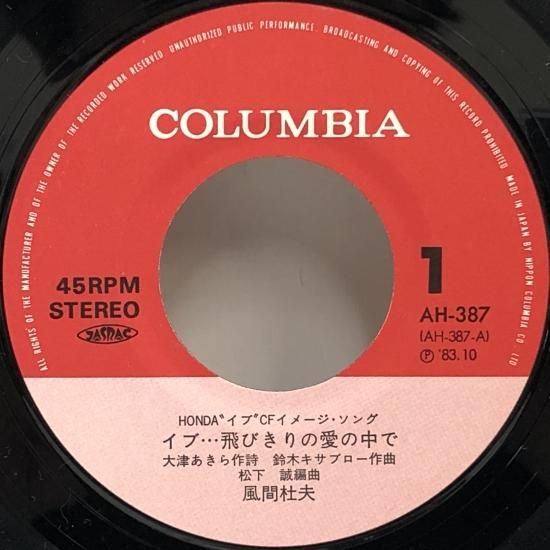 ALL RIGHTS OF THE MANUFACTURER AND OF THE OWNER OF THE RECORDED WORK RESERVED. UNAUTHORIZED PUBLIC PERFORMANCE, BROADCASTING AND COPYING OF THIS RECORD PROHIBITED. MADE IN JAPAN BY NIPPON COLUMBIA CO., LTD
COLUMBIA
45RPM
STEREO
JASRAC
1
AH-387
(AH-387-A)
Ⓟ '83.10
HONDA“イブ”CFイメージ・ソング
イブ…飛びきりの愛の中で
大津あきら作詩 鈴木キサブロー作曲
松下 誠編曲
風間杜夫